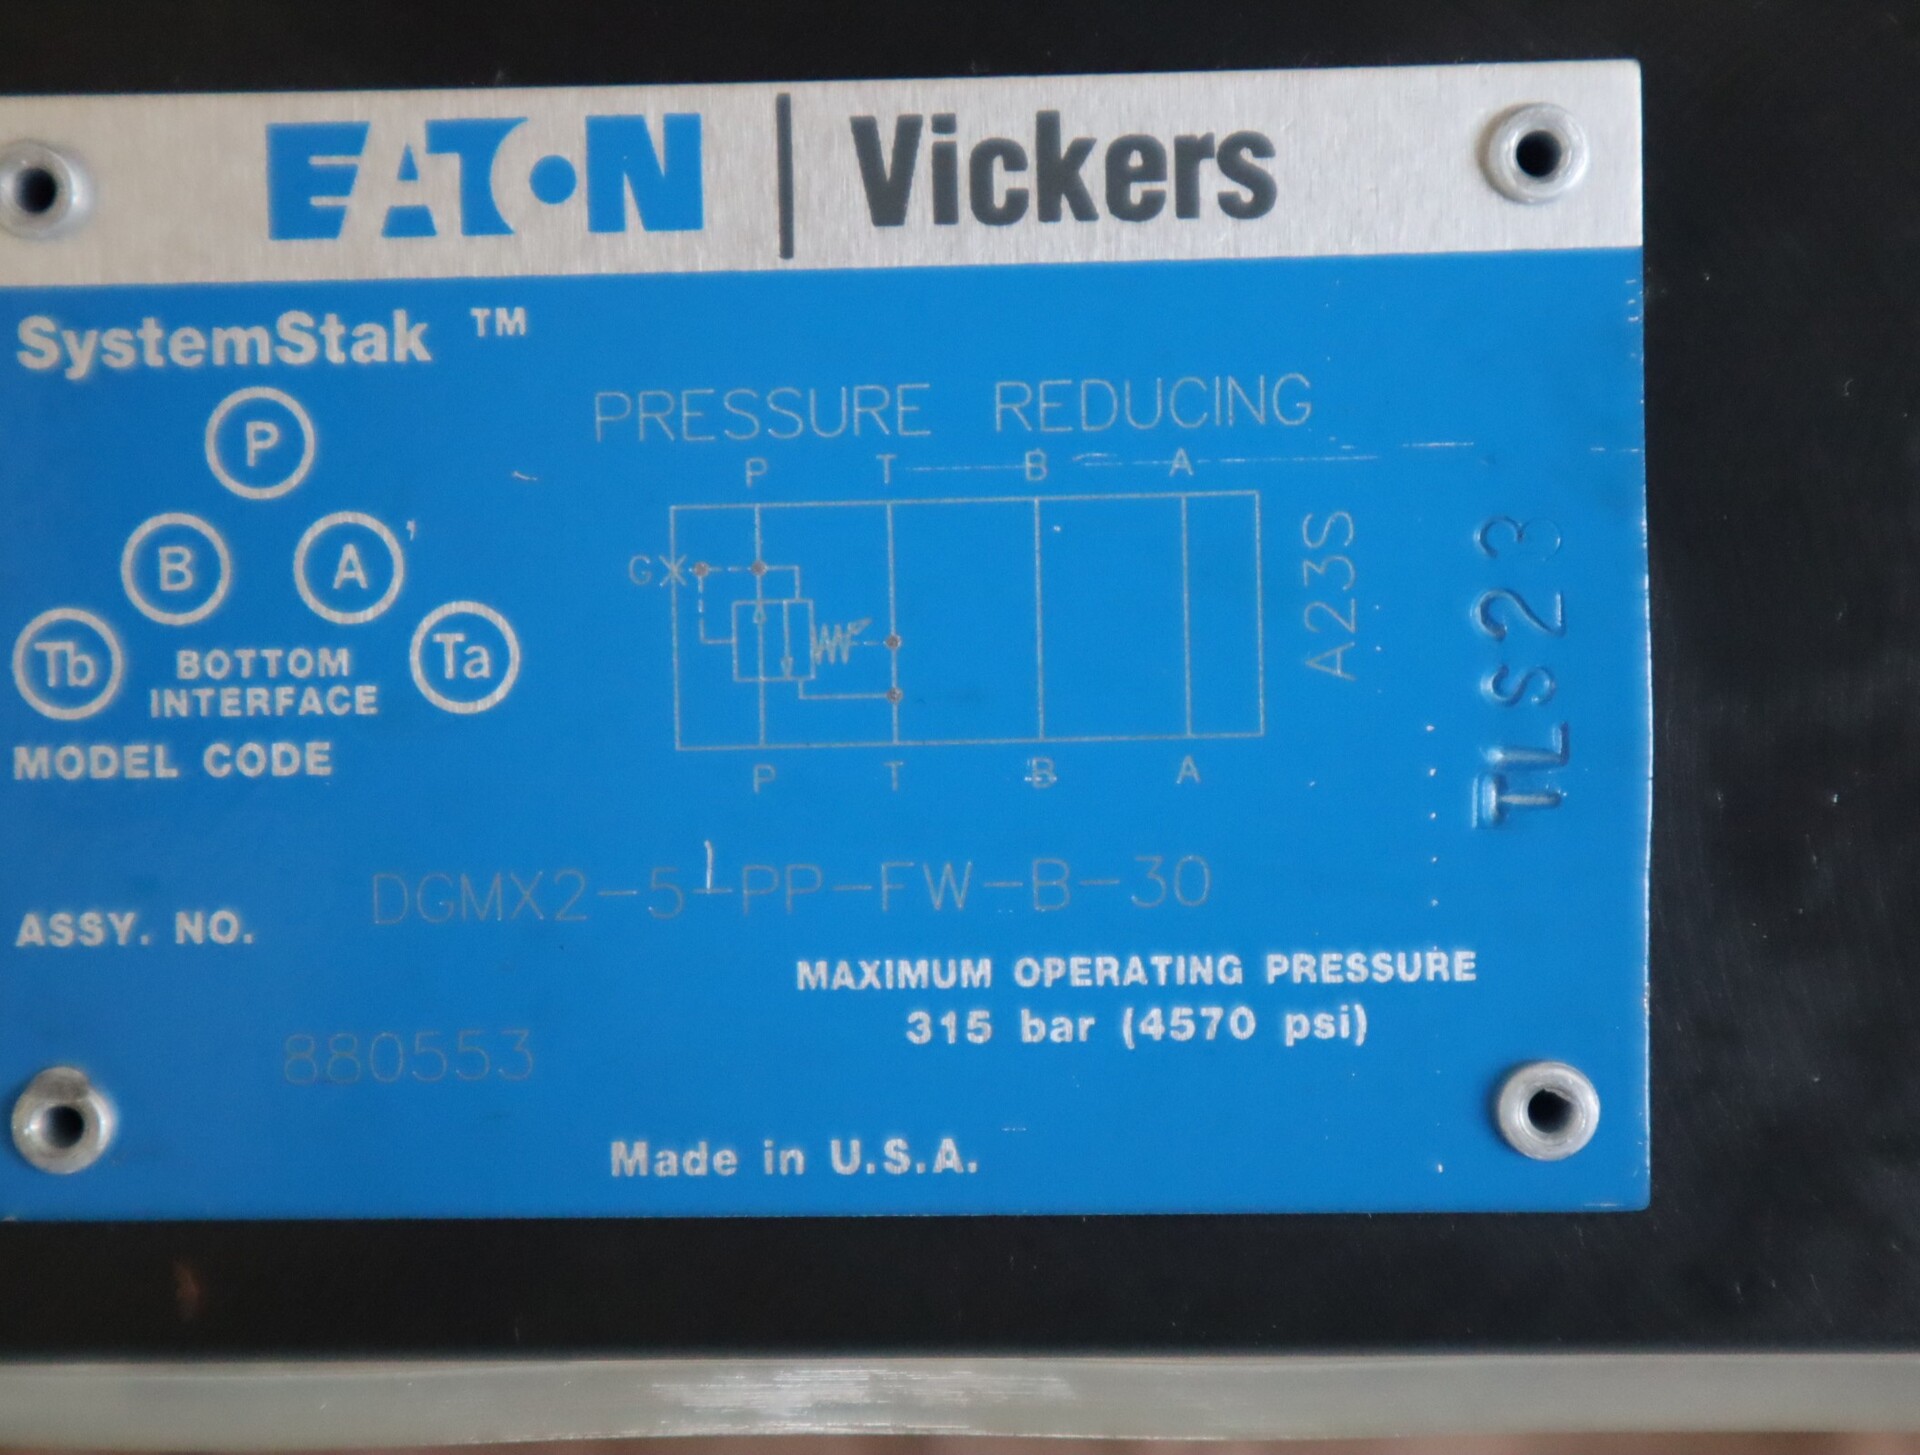 EATON | Vickers
SystemStak ™
PRESSURE REDUCING
P
B
A
Tb
Ta
BOTTOM
INTERFACE
P T B A
G
P T B A
A23S
TLS23
MODEL CODE
DGMX2-5-PP-FW-B-30
ASSY. NO.
880553
MAXIMUM OPERATING PRESSURE
315 bar (4570 psi)
Made in U.S.A.